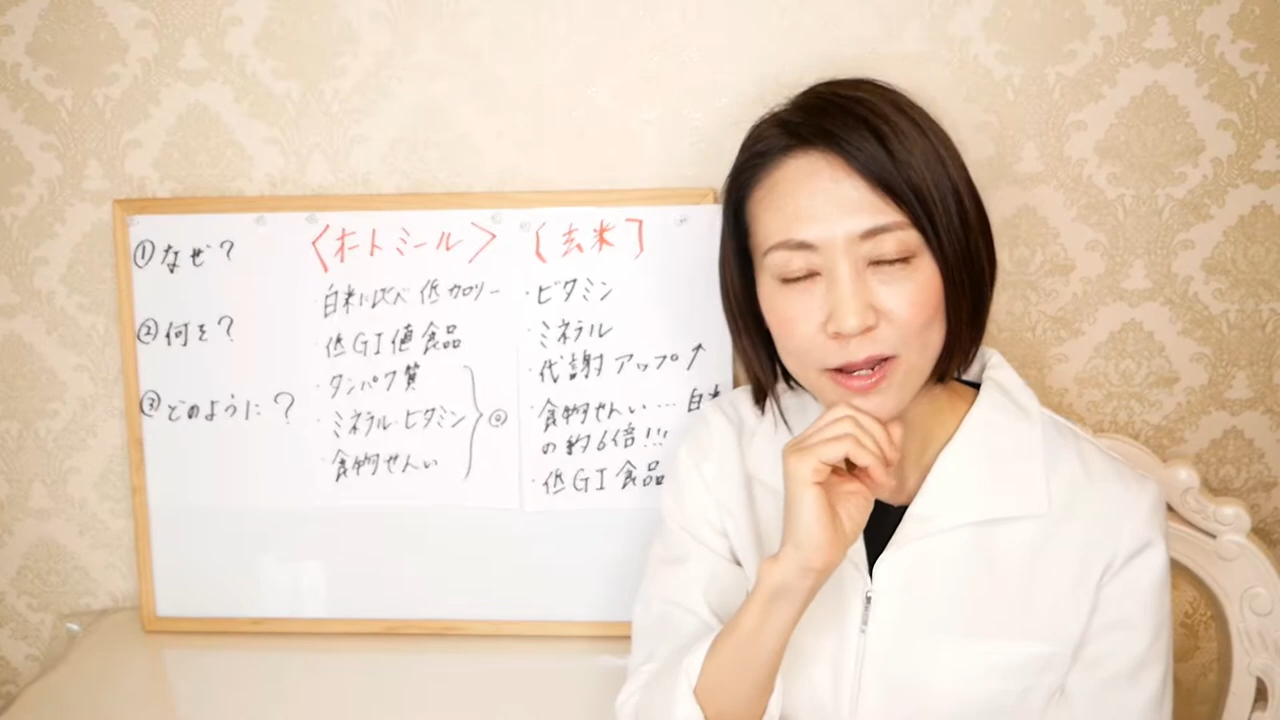 ①なぜ?
②何を?
③どのように?
〈オートミール〉
・白米に比べ 低カロリー
・低GI値食品
・タンパク質
・ミネラル・ビタミン
・食物せんい
◎
〔玄米〕
・ビタミン
・ミネラル
・代謝アップ↑
・食物せんい…白米
の約6倍!!!
・低GI食品